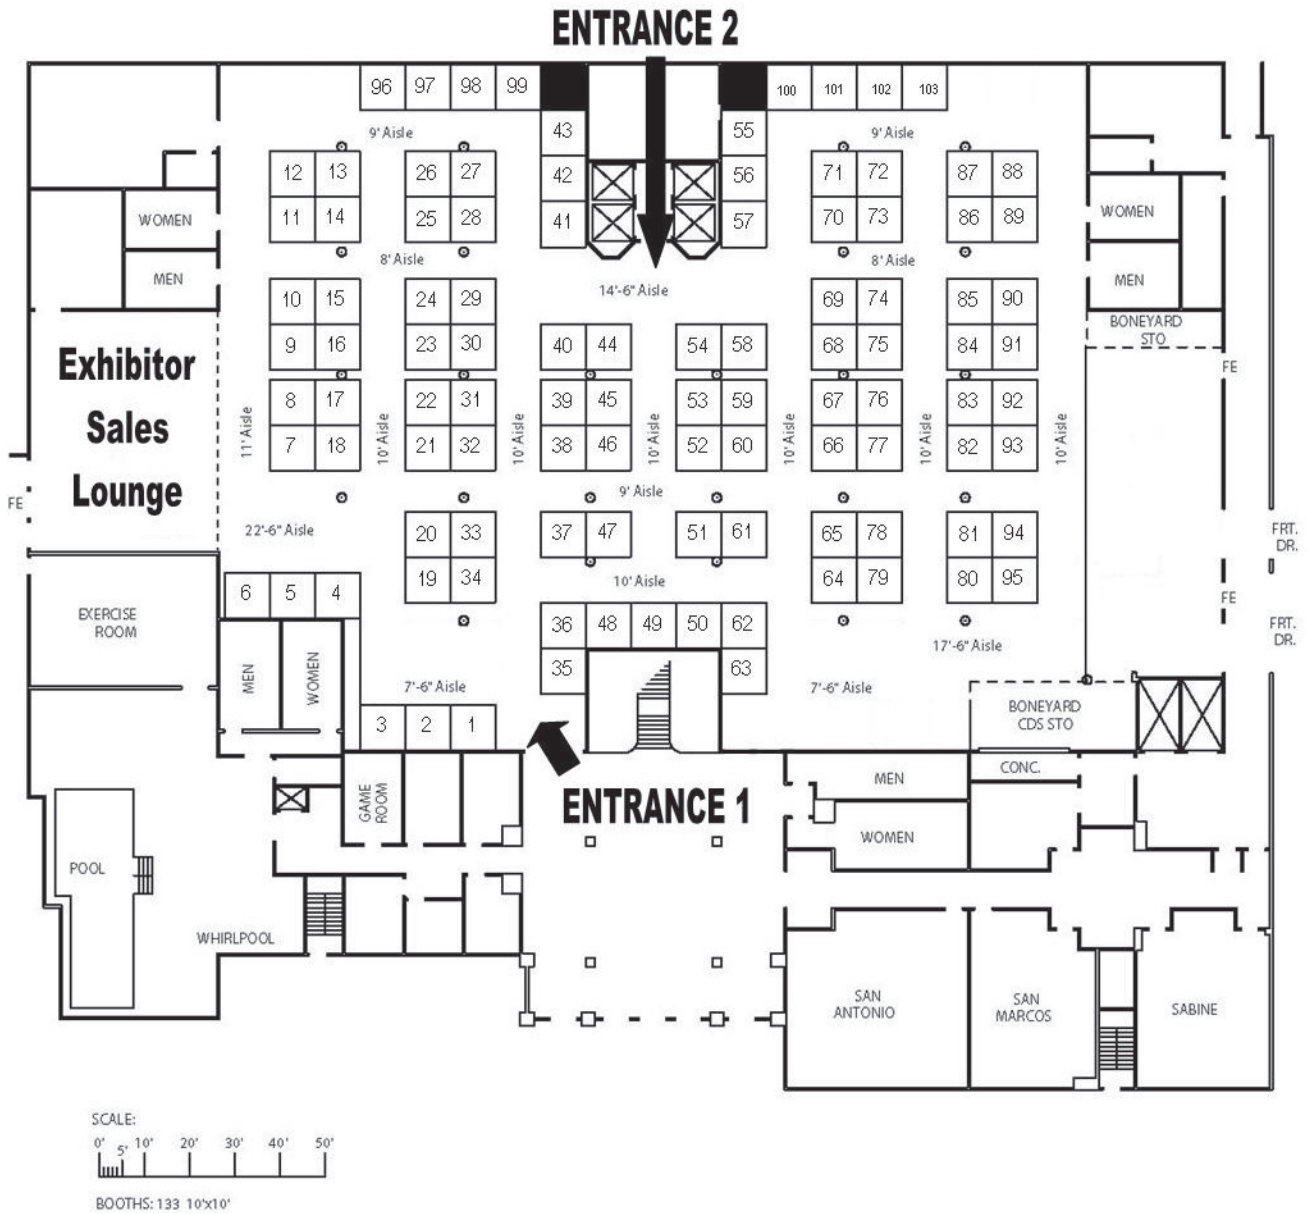 ENTRANCE 2
96 97 98 99 100 101 102 103
43 55
9' Aisle 9' Aisle
12 13 26 27 42 56 71 72 87 88
11 14 25 28 41 57 70 73 86 89
WOMEN WOMEN
8' Aisle 8' Aisle
MEN MEN
14'-6" Aisle
10 15 24 29 69 74 85 90
BONEYARD
STO
9 16 23 30 40 44 54 58 68 75 84 91
Exhibitor
Sales
Lounge
FE
8 17 22 31 39 45 53 59 67 76 83 92
11' Aisle 10' Aisle 10' Aisle 10' Aisle 10' Aisle 10' Aisle 10' Aisle
7 18 21 32 38 46 52 60 66 77 82 93
9' Aisle
FE
22'-6" Aisle
20 33 37 47 51 61 65 78 81 94
FRT.
DR.
19 34 64 79 80 95
10' Aisle
6 5 4
FE
EXERCISE
ROOM
36 48 49 50 62
FRT.
DR.
17'-6" Aisle
MEN WOMEN
35 63
7'-6" Aisle 7'-6" Aisle
BONEYARD
CDS STO
3 2 1
CONC.
MEN
GAME
ROOM
ENTRANCE 1
WOMEN
POOL
WHIRLPOOL
SAN
ANTONIO
SAN
MARCOS
SABINE
SCALE:
0' 5' 10' 20' 30' 40' 50'
BOOTHS: 133 10'x10'